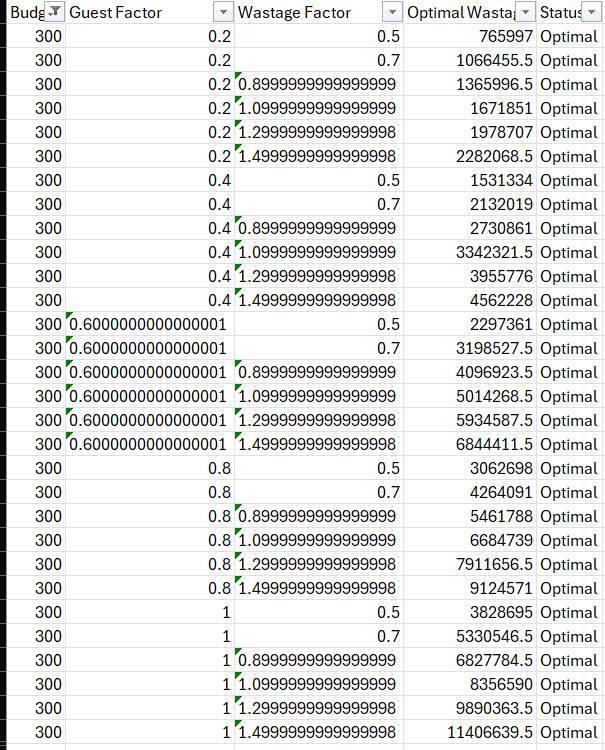 Budg Guest Factor Wastage Factor Optimal Wastag Status
300 0.2 0.5 765997 Optimal
300 0.2 0.7 1066455.5 Optimal
300 0.2 0.8999999999999999 1365996.5 Optimal
300 0.2 1.0999999999999999 1671851 Optimal
300 0.2 1.2999999999999998 1978707 Optimal
300 0.2 1.4999999999999998 2282068.5 Optimal
300 0.4 0.5 1531334 Optimal
300 0.4 0.7 2132019 Optimal
300 0.4 0.8999999999999999 2730861 Optimal
300 0.4 1.0999999999999999 3342321.5 Optimal
300 0.4 1.2999999999999998 3955776 Optimal
300 0.4 1.4999999999999998 4562228 Optimal
300 0.6000000000000001 0.5 2297361 Optimal
300 0.6000000000000001 0.7 3198527.5 Optimal
300 0.6000000000000001 0.8999999999999999 4096923.5 Optimal
300 0.6000000000000001 1.0999999999999999 5014268.5 Optimal
300 0.6000000000000001 1.2999999999999998 5934587.5 Optimal
300 0.6000000000000001 1.4999999999999998 6844411.5 Optimal
300 0.8 0.5 3062698 Optimal
300 0.8 0.7 4264091 Optimal
300 0.8 0.8999999999999999 5461788 Optimal
300 0.8 1.0999999999999999 6684739 Optimal
300 0.8 1.2999999999999998 7911656.5 Optimal
300 0.8 1.4999999999999998 9124571 Optimal
300 1 0.5 3828695 Optimal
300 1 0.7 5330546.5 Optimal
300 1 0.8999999999999999 6827784.5 Optimal
300 1 1.0999999999999999 8356590 Optimal
300 1 1.2999999999999998 9890363.5 Optimal
300 1 1.4999999999999998 11406639.5 Optimal